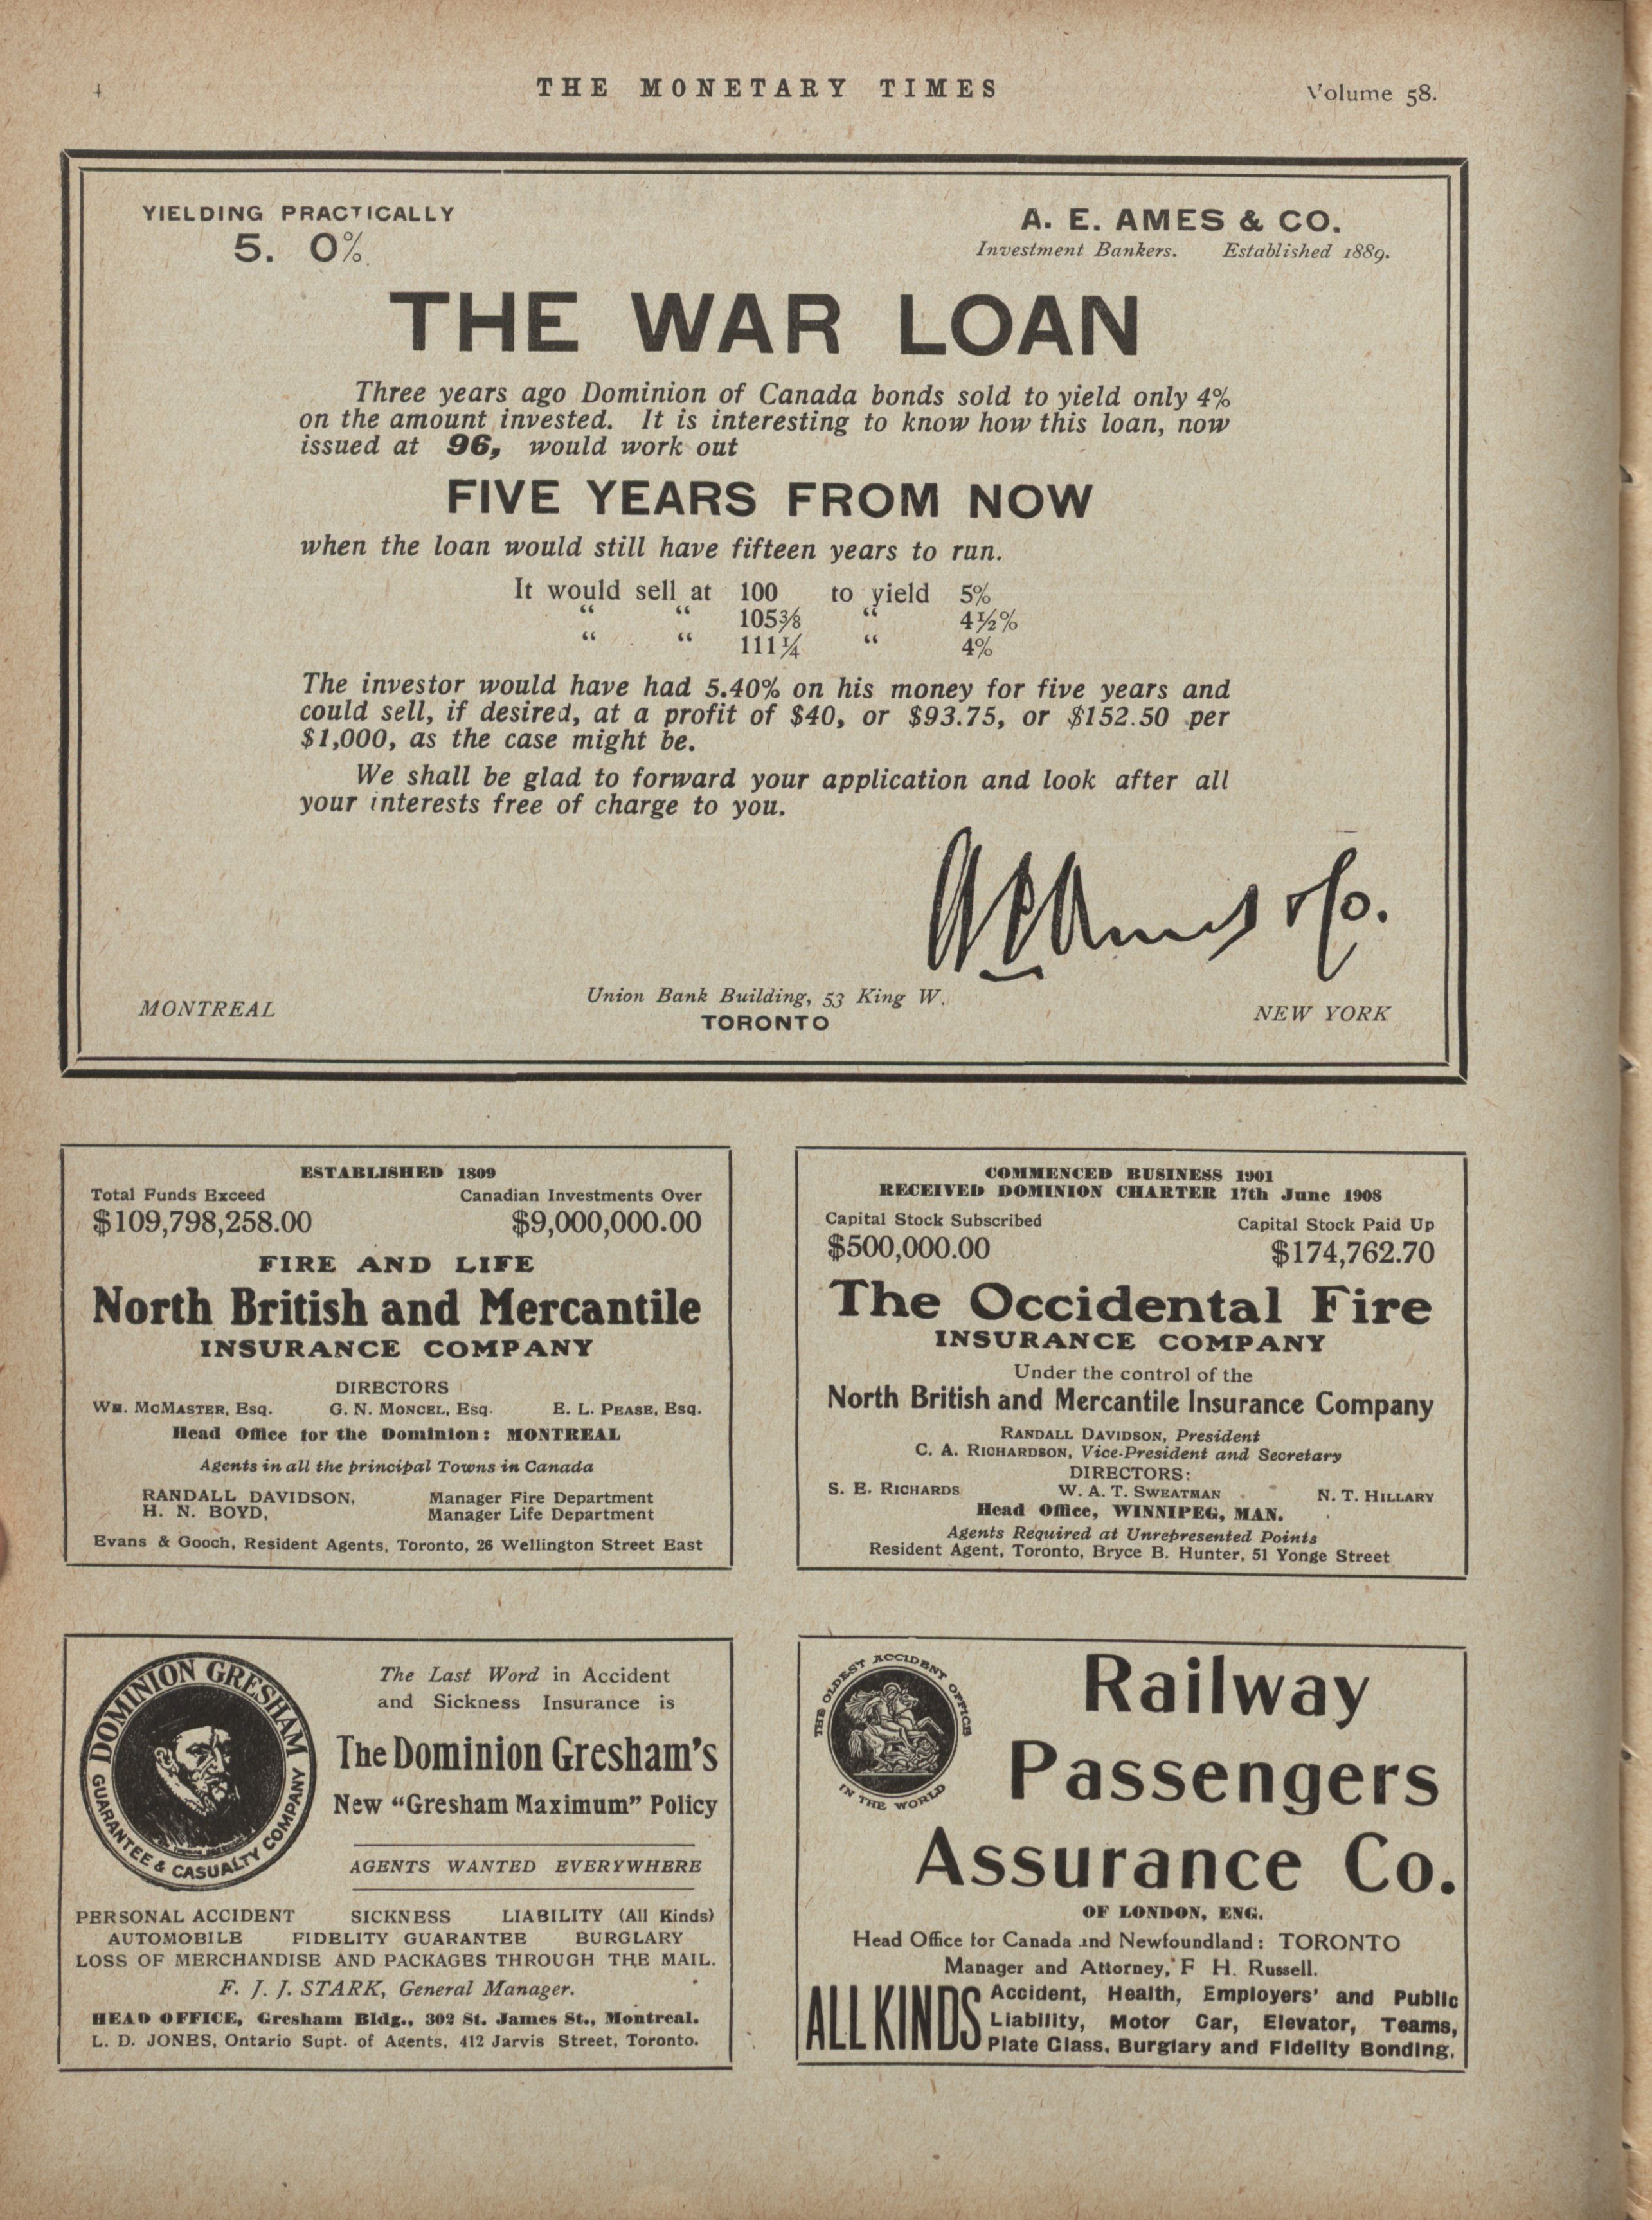 4 THE MONETARY TIMES Volume 58.
YIELDING PRACTICALLY
5. 0%
A. E. AMES & CO.
Investment Bankers. Established 1889.
THE WAR LOAN
Three years ago Dominion of Canada bonds sold to yield only 4%
on the amount invested. It is interesting to know how this loan, now
issued at 96, would work out
FIVE YEARS FROM NOW
when the loan would still have fifteen years to run.
It would sell at 100 to yield 5%
“ “ 105⅜ “ 4½%
“ “ 111¼ “ 4%
The investor would have had 5.40% on his money for five years and
could sell, if desired, at a profit of $40, or $93.75, or $152.50 per
$1,000, as the case might be.
We shall be glad to forward your application and look after all
your interests free of charge to you.
A E Ames & Co.
MONTREAL
Union Bank Building, 53 King W.
TORONTO
NEW YORK
ESTABLISHED 1809
Total Funds Exceed Canadian Investments Over
$109,798,258.00 $9,000,000.00
FIRE AND LIFE
North British and Mercantile
INSURANCE COMPANY
DIRECTORS
WM. MCMASTER, ESQ. G. N. MONCEL, ESQ. E. L. PEASE, ESQ.
Head Office for the Dominion: MONTREAL
Agents in all the principal Towns in Canada
RANDALL DAVIDSON, Manager Fire Department
H. N. BOYD, Manager Life Department
Evans & Gooch, Resident Agents, Toronto, 26 Wellington Street East
COMMENCED BUSINESS 1901
RECEIVED DOMINION CHARTER 17th June 1908
Capital Stock Subscribed Capital Stock Paid Up
$500,000.00 $174,762.70
The Occidental Fire
INSURANCE COMPANY
Under the control of the
North British and Mercantile Insurance Company
RANDALL DAVIDSON, President
C. A. RICHARDSON, Vice-President and Secretary
DIRECTORS:
S. E. RICHARDS W. A. T. SWEATMAN N. T. HILLARY
Head Office, WINNIPEG, MAN.
Agents Required at Unrepresented Points
Resident Agent, Toronto, Bryce B. Hunter, 51 Yonge Street
DOMINION GRESHAM
GUARANTEE & CASUALTY COMPANY
The Last Word in Accident
and Sickness Insurance is
The Dominion Gresham's
New “Gresham Maximum” Policy
AGENTS WANTED EVERYWHERE
PERSONAL ACCIDENT SICKNESS LIABILITY (All Kinds)
AUTOMOBILE FIDELITY GUARANTEE BURGLARY
LOSS OF MERCHANDISE AND PACKAGES THROUGH THE MAIL.
F. J. J. STARK, General Manager.
HEAD OFFICE, Gresham Bldg., 302 St. James St., Montreal.
L. D. JONES, Ontario Supt. of Agents, 412 Jarvis Street, Toronto.
THE OLDEST ACCIDENT OFFICE
IN THE WORLD
Railway
Passengers
Assurance Co.
OF LONDON, ENG.
Head Office for Canada and Newfoundland: TORONTO
Manager and Attorney, F H. Russell.
ALL KINDS
Accident, Health, Employers' and Public
Liability, Motor Car, Elevator, Teams,
Plate Glass, Burglary and Fidelity Bonding.